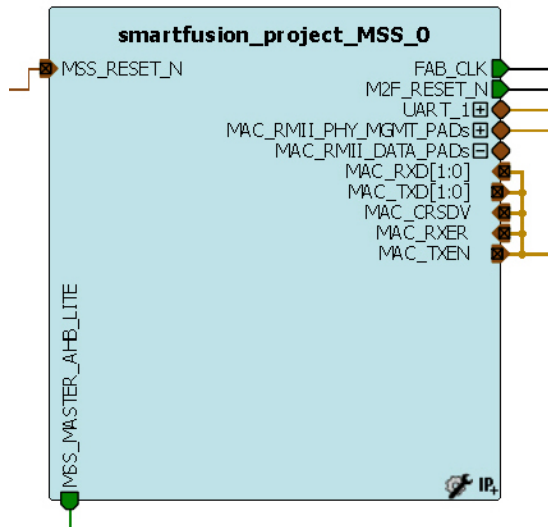 smartfusion_project_MSS_0
MSS_RESET_N
FAB_CLK
M2F_RESET_N
UART_1
MAC_RMII_PHY_MGMT_PADs
MAC_RMII_DATA_PADs
MAC_RXD[1:0]
MAC_TXD[1:0]
MAC_CRSDV
MAC_RXER
MAC_TXEN
MSS_MASTER_AHB_LITE
IP+